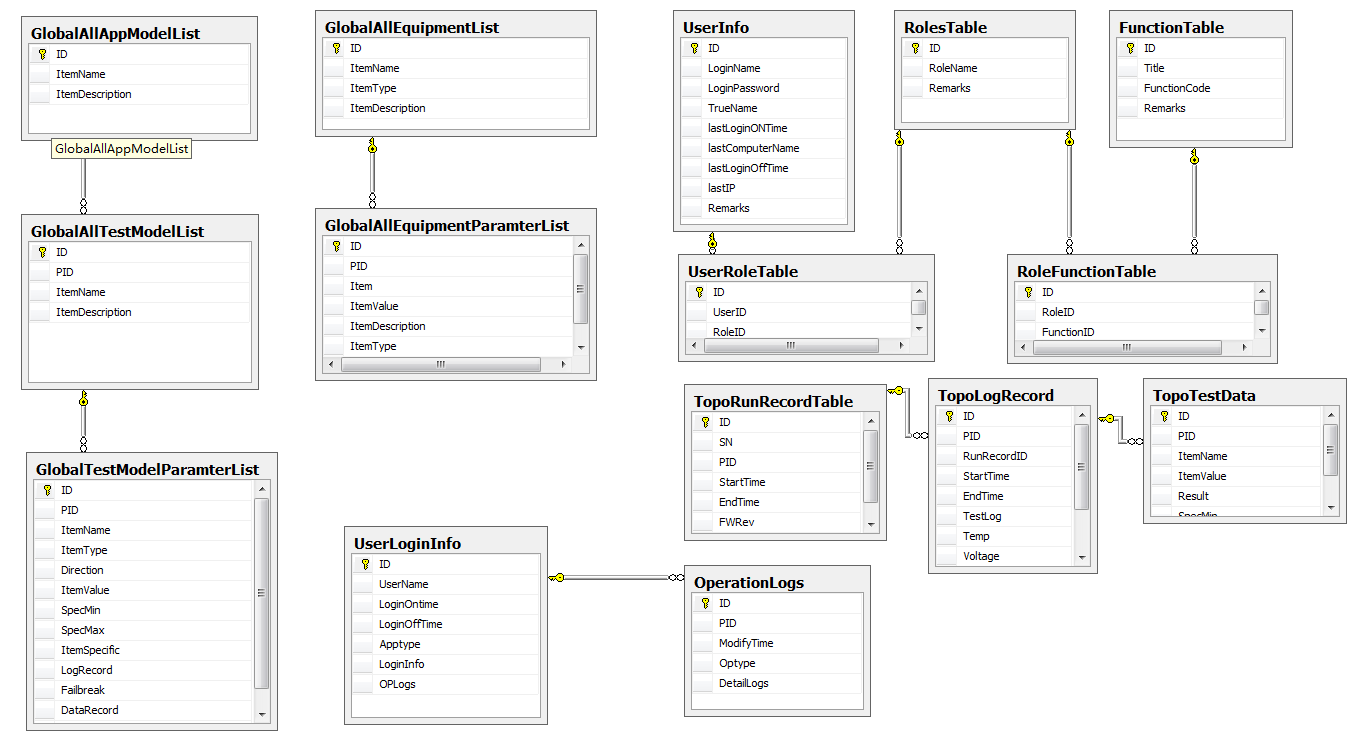 GlobalAllAppModelList
ID
ItemName
ItemDescription
GlobalAllAppModelList
GlobalAllTestModelList
ID
PID
ItemName
ItemDescription
GlobalTestModelParamterList
ID
PID
ItemName
ItemType
Direction
ItemValue
SpecMin
SpecMax
ItemSpecific
LogRecord
Failbreak
DataRecord
GlobalAllEquipmentList
ID
ItemName
ItemType
ItemDescription
GlobalAllEquipmentParamterList
ID
PID
Item
ItemValue
ItemDescription
ItemType
UserInfo
ID
LoginName
LoginPassword
TrueName
lastLoginONTime
lastComputerName
lastLoginOffTime
lastIP
Remarks
RolesTable
ID
RoleName
Remarks
FunctionTable
ID
Title
FunctionCode
Remarks
UserRoleTable
ID
UserID
RoleID
RoleFunctionTable
ID
RoleID
FunctionID
TopoRunRecordTable
ID
SN
PID
StartTime
EndTime
FWRev
TopoLogRecord
ID
PID
RunRecordID
StartTime
EndTime
TestLog
Temp
Voltage
TopoTestData
ID
PID
ItemName
ItemValue
Result
SpecMin
UserLoginInfo
ID
UserName
LoginOntime
LoginOffTime
Apptype
LoginInfo
OPLogs
OperationLogs
ID
PID
ModifyTime
Optype
DetailLogs